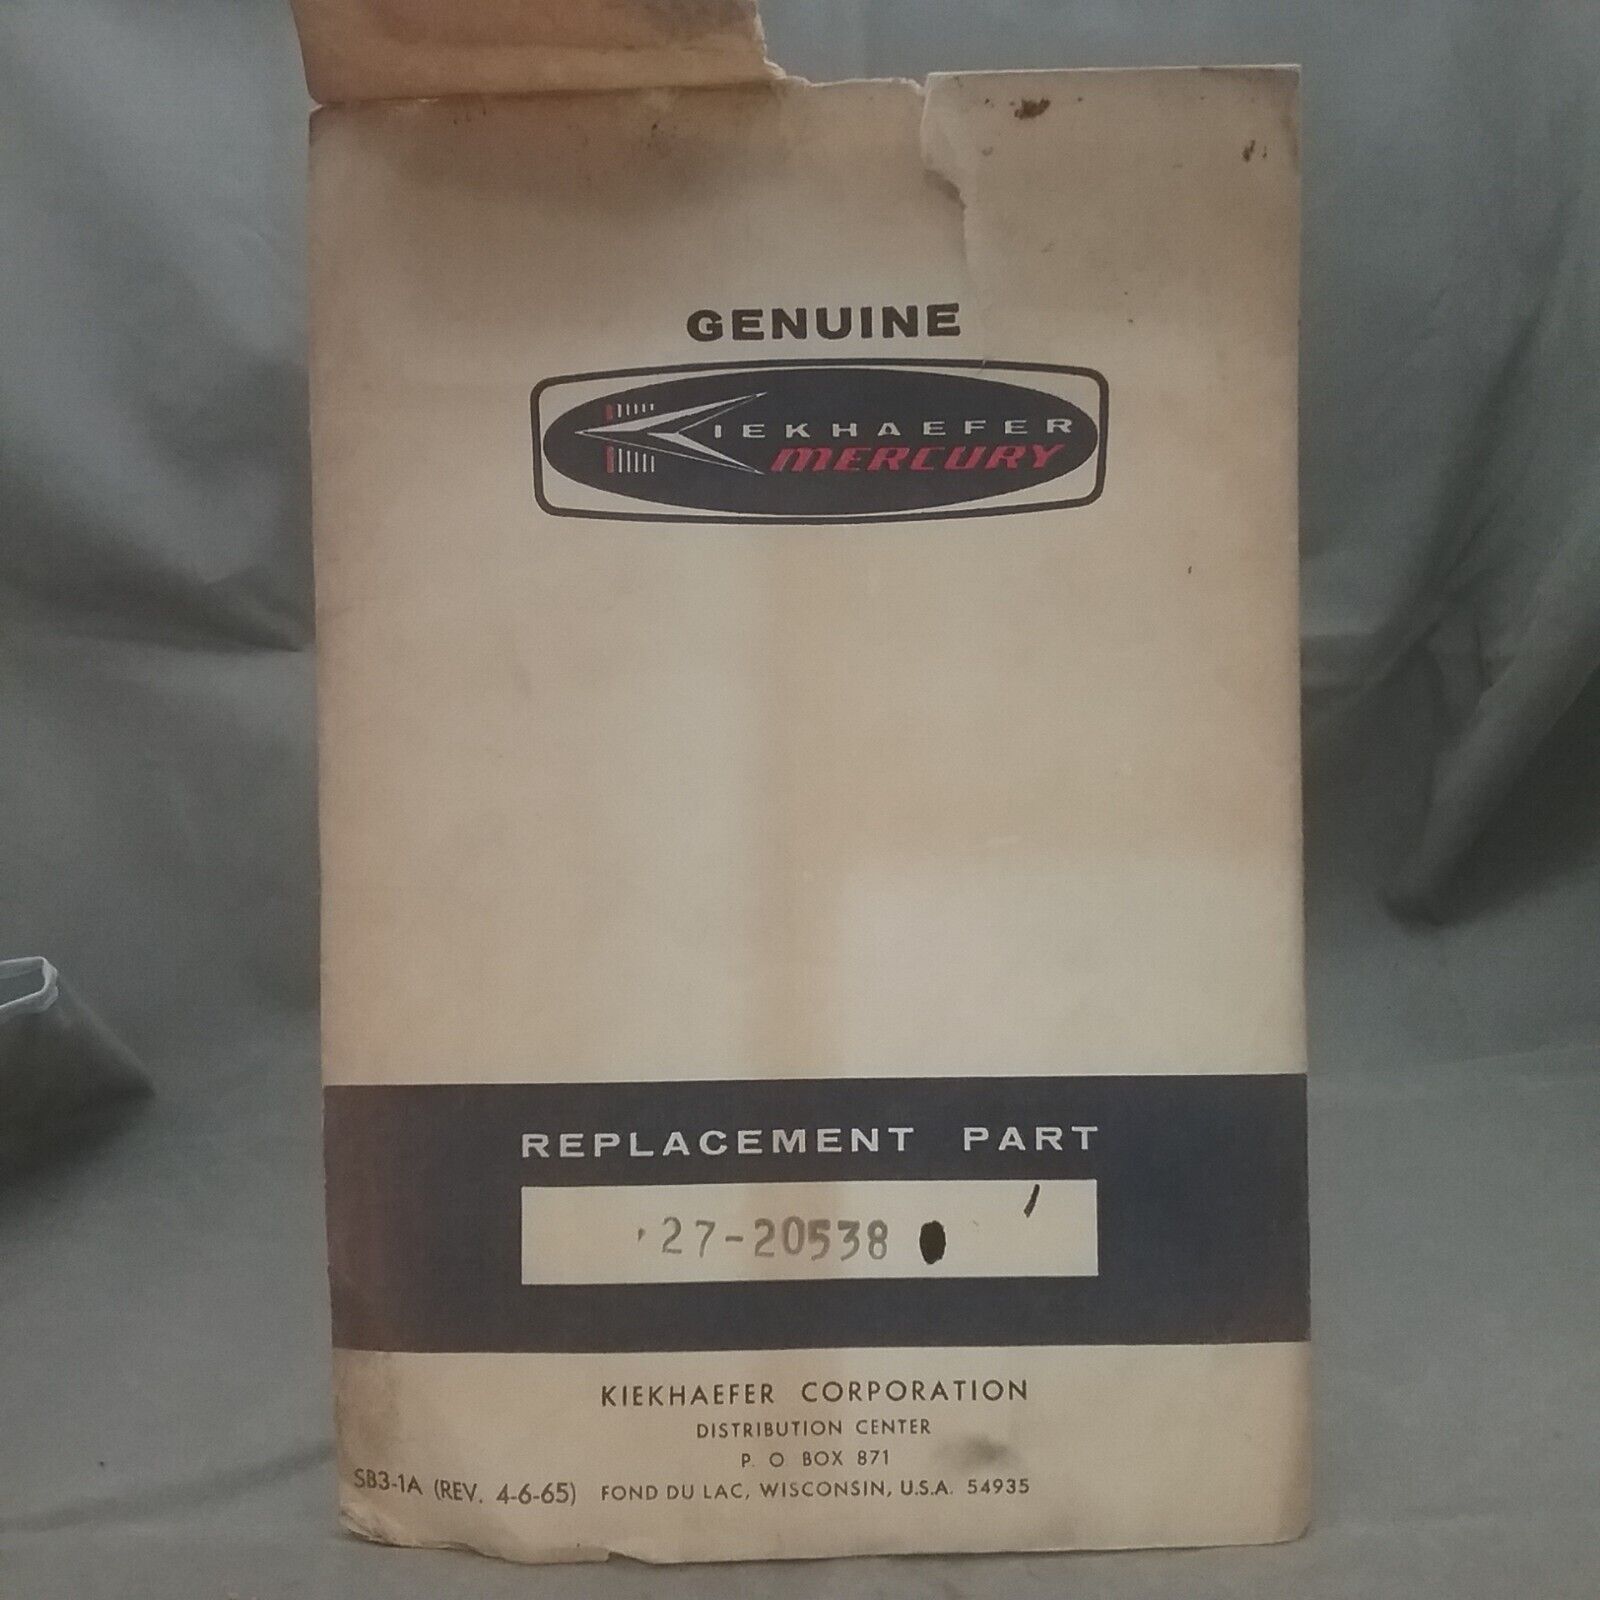 GENUINE
KIEKHAEFER
MERCURY
REPLACEMENT PART
27-20538
KIEKHAEFER CORPORATION
DISTRIBUTION CENTER
P. O BOX 871
SB3-1A (REV. 4-6-65) FOND DU LAC, WISCONSIN, U.S.A. 54935